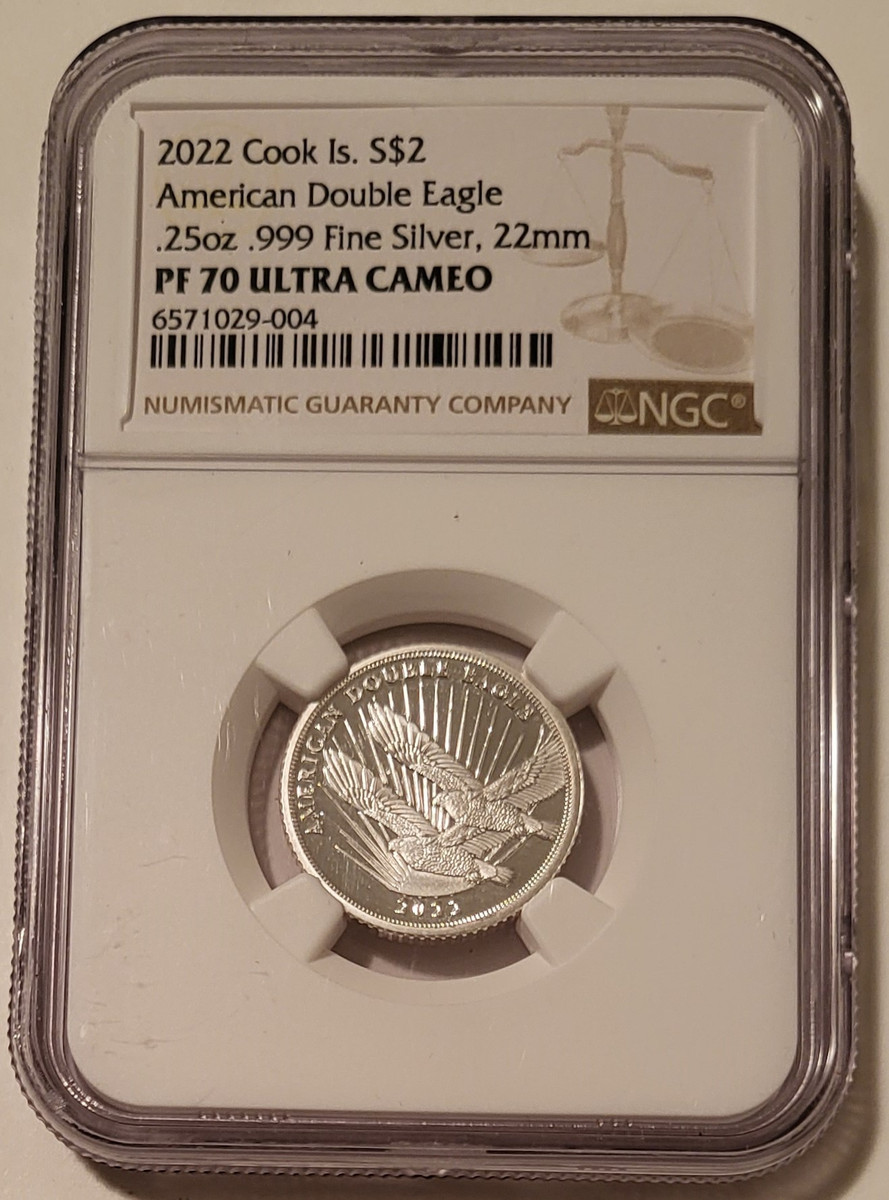 2022 Cook Is. S$2
American Double Eagle
.25oz .999 Fine Silver, 22mm
PF 70 ULTRA CAMEO
6571029-004
NUMISMATIC GUARANTY COMPANY NGC®
AMERICAN DOUBLE EAGLE
2022